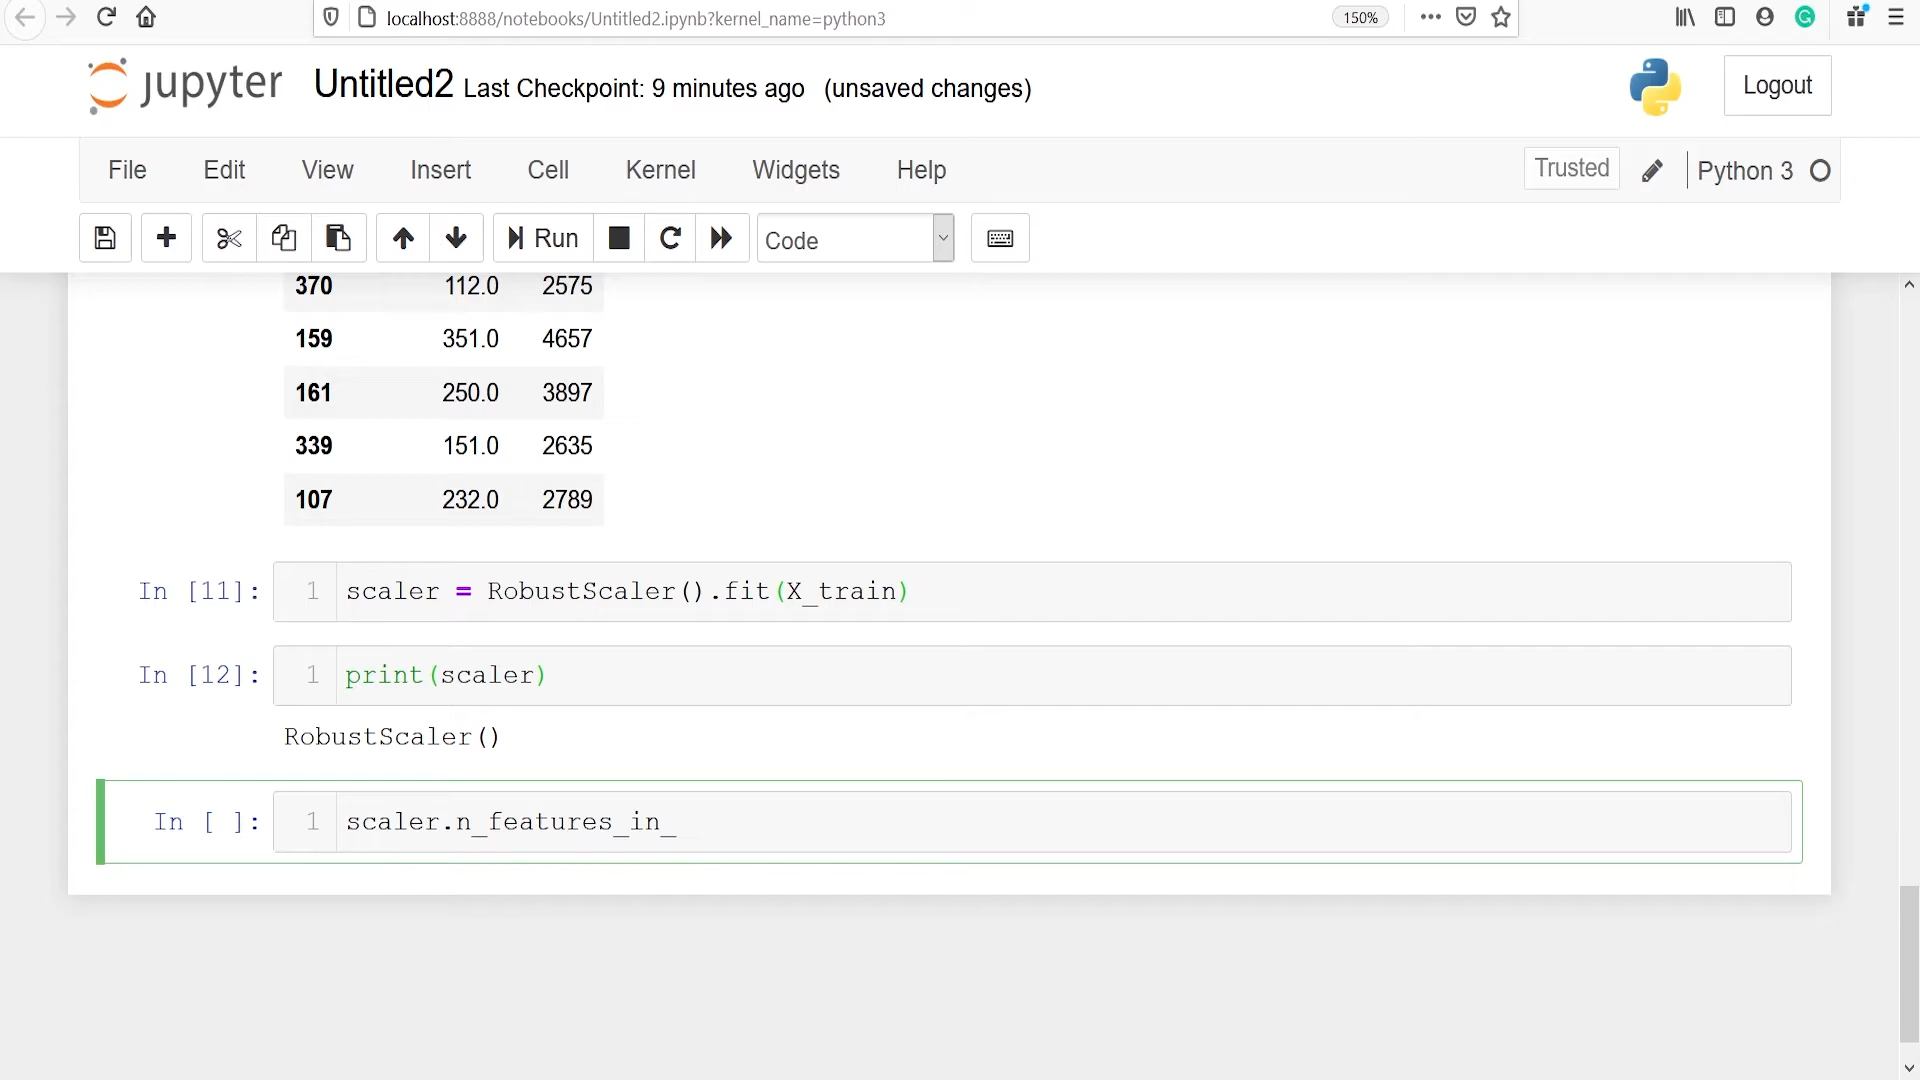 localhost:8888/notebooks/Untitled2.ipynb?kernel_name=python3 150%
jupyter Untitled2 Last Checkpoint: 9 minutes ago (unsaved changes) Logout
File Edit View Insert Cell Kernel Widgets Help Trusted Python 3
Run Code
370 112.0 2575
159 351.0 4657
161 250.0 3897
339 151.0 2635
107 232.0 2789
In [11]: 1 scaler = RobustScaler().fit(X_train)
In [12]: 1 print(scaler)
RobustScaler()
In [ ]: 1 scaler.n_features_in_